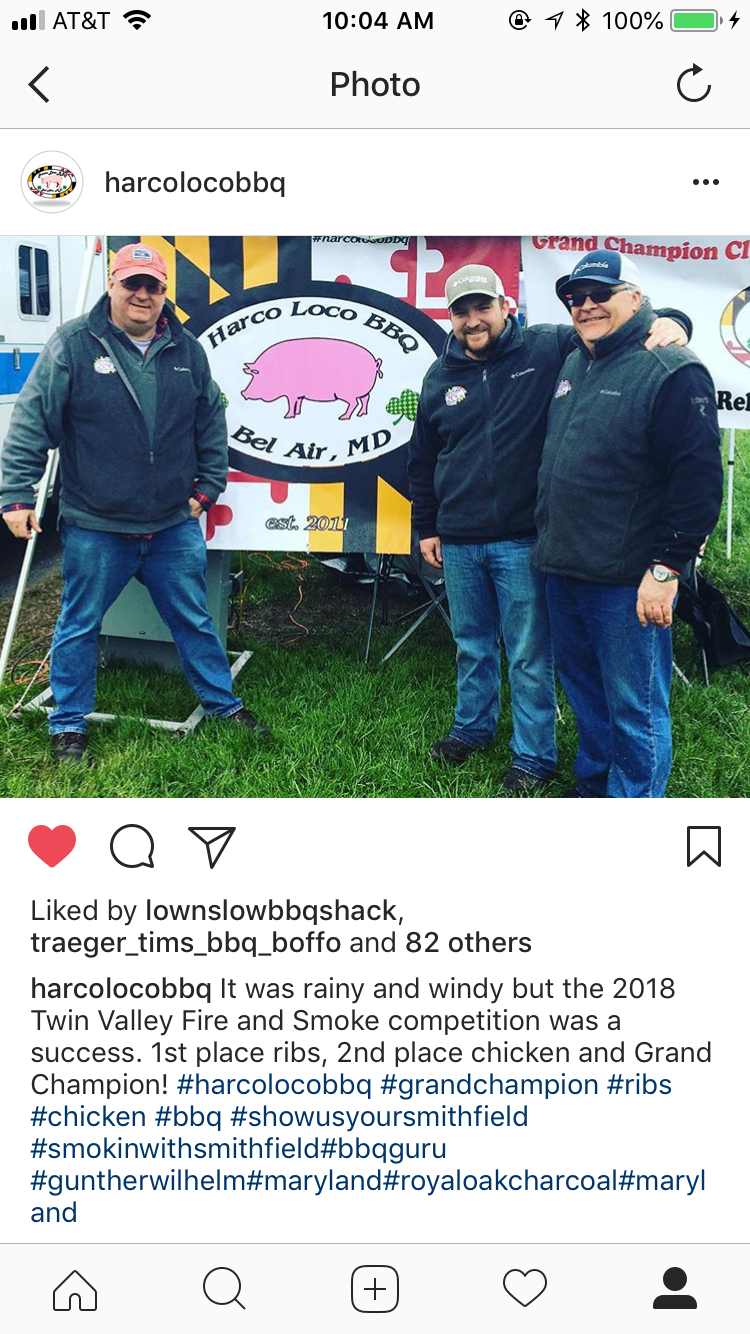 AT&T
10:04 AM
100%
Photo
harcolocobbq
#harcolocobbq
Grand Champion
Columbia
Columbia
Harco Loco BBQ
Columbia
Columbia
Bel Air, MD
est. 2011
Liked by lownslowbbqshack,
traeger_tims_bbq_boffo and 82 others
harcolocobbq It was rainy and windy but the 2018
Twin Valley Fire and Smoke competition was a
success. 1st place ribs, 2nd place chicken and Grand
Champion! #harcolocobbq #grandchampion #ribs
#chicken #bbq #showusyoursmithfield
#smokinwithsmithfield#bbqguru
#guntherwilhelm#maryland#royaloakcharcoal#maryl
and